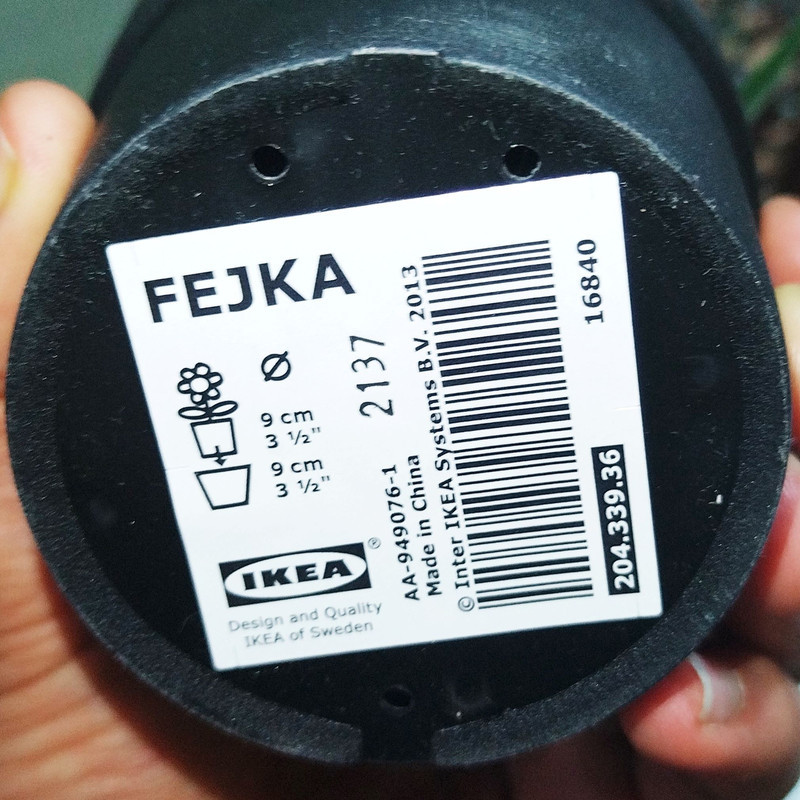 FEJKA
Ø
9 cm
3 ½"
9 cm
3 ½"
IKEA®
Design and Quality
IKEA of Sweden
2137
AA-949076-1
Made in China
© Inter IKEA Systems B.V. 2013
16840
204.339.36